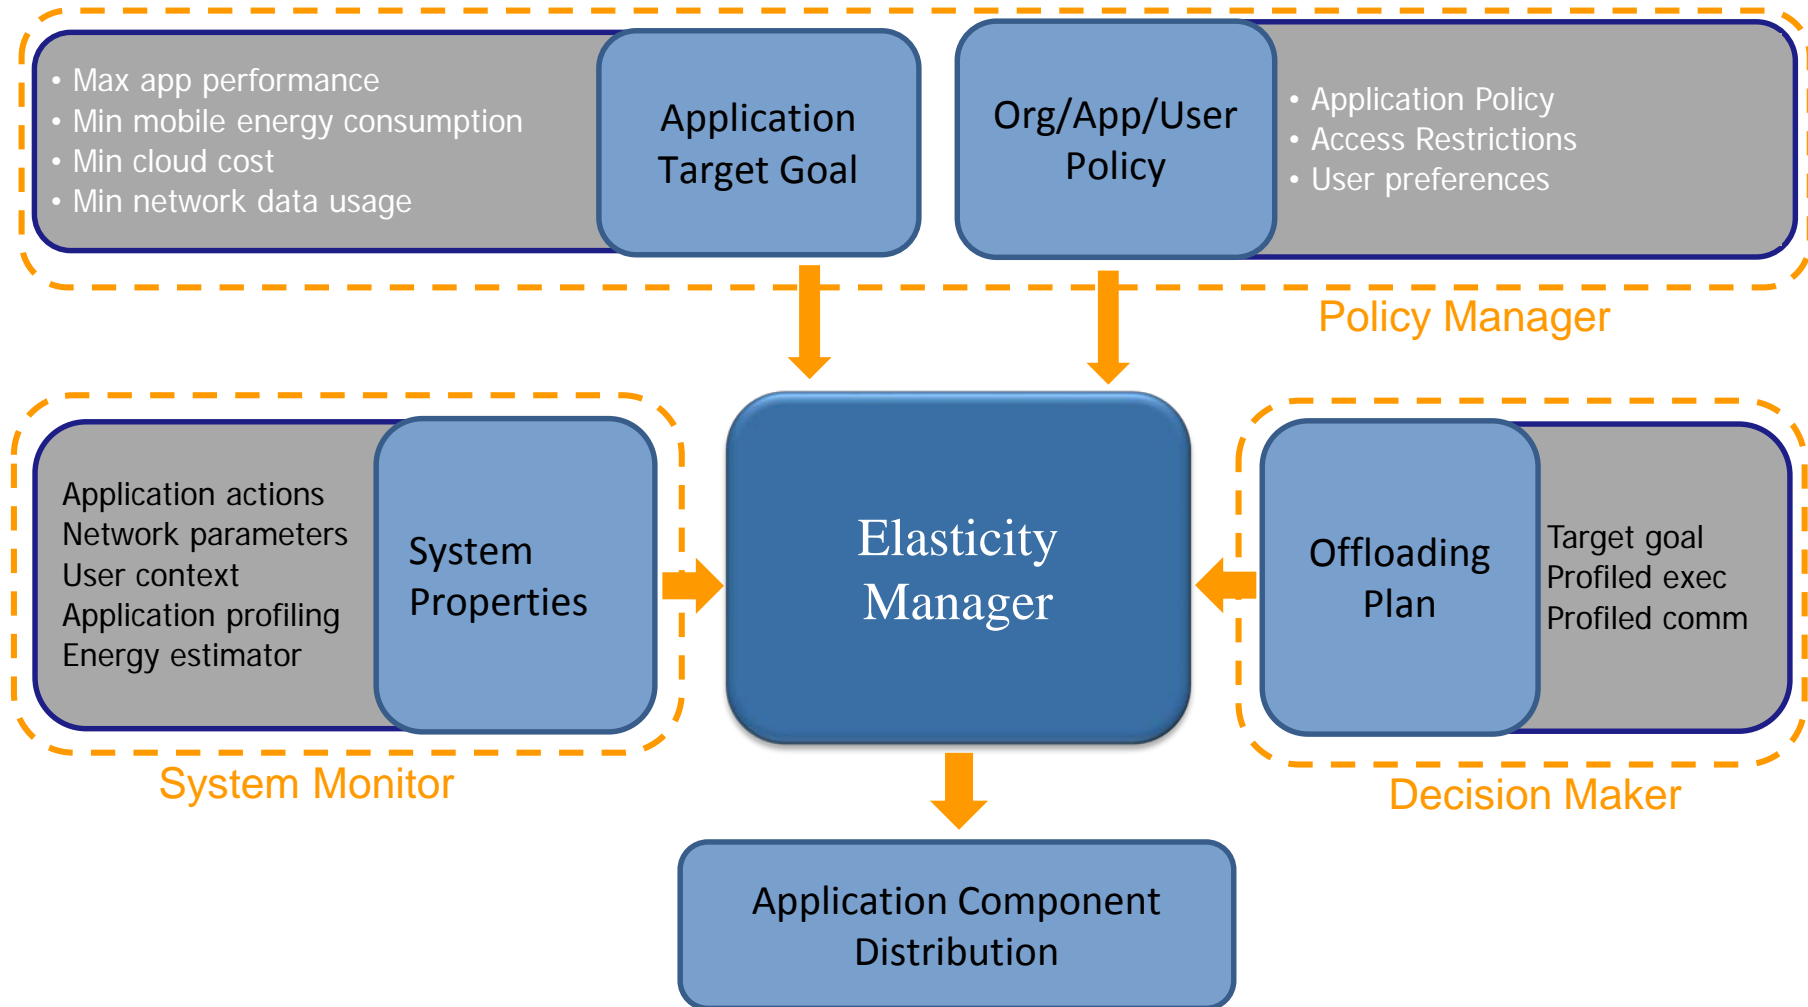 • Max app performance
• Min mobile energy consumption
• Min cloud cost
• Min network data usage
Application
Target Goal
Org/App/User
Policy
• Application Policy
• Access Restrictions
• User preferences
Policy Manager
Application actions
Network parameters
User context
Application profiling
Energy estimator
System
Properties
System Monitor
Elasticity
Manager
Offloading
Plan
Target goal
Profiled exec
Profiled comm
Decision Maker
Application Component
Distribution